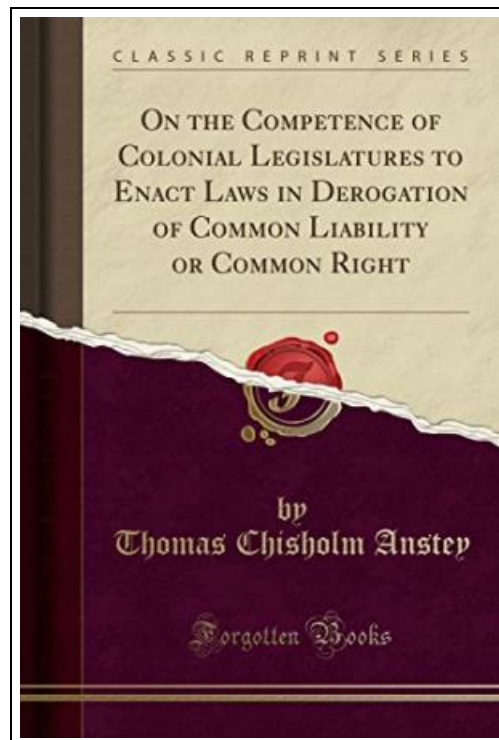 CLASSIC REPRINT SERIES
ON THE COMPETENCE OF
COLONIAL LEGISLATURES TO
ENACT LAWS IN DEROGATION
OF COMMON LIABILITY
OR COMMON RIGHT
by
Thomas Chisholm Anstey
Forgotten Books